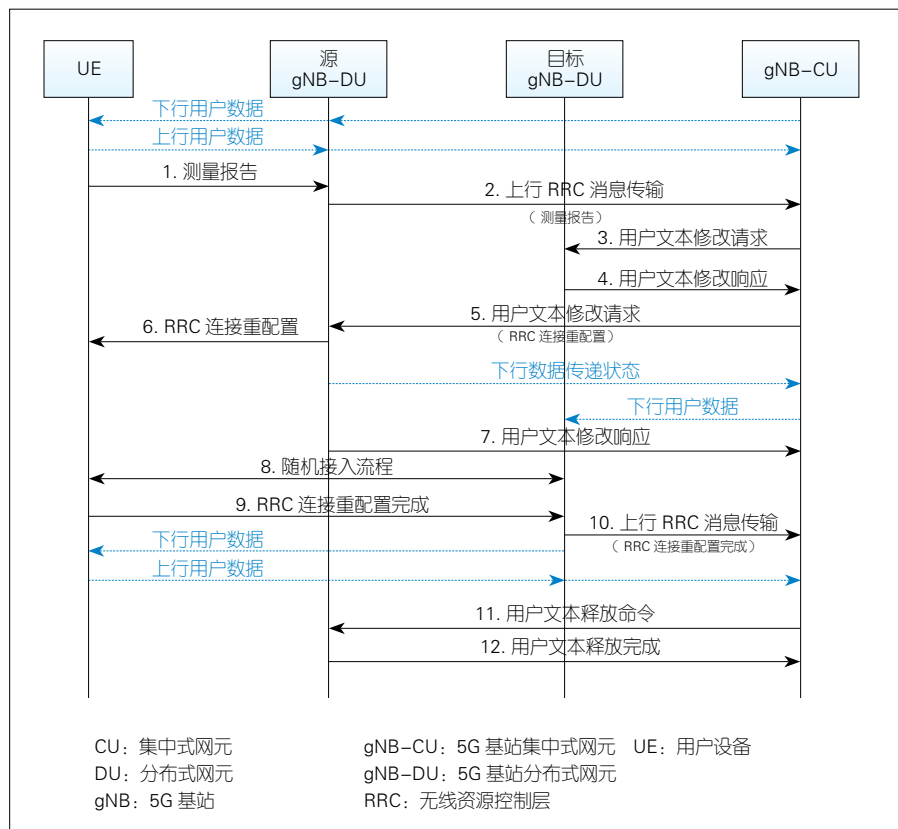 UE
源
gNB-DU
目标
gNB-DU
gNB-CU
下行用户数据
上行用户数据
1. 测量报告
2. 上行 RRC 消息传输
（ 测量报告）
3. 用户文本修改请求
4. 用户文本修改响应
5. 用户文本修改请求
（ RRC 连接重配置）
6. RRC 连接重配置
下行数据传递状态
下行用户数据
7. 用户文本修改响应
8. 随机接入流程
9. RRC 连接重配置完成
10. 上行 RRC 消息传输
（ RRC 连接重配置完成）
下行用户数据
上行用户数据
11. 用户文本释放命令
12. 用户文本释放完成
CU：集中式网元 gNB-CU：5G 基站集中式网元 UE：用户设备
DU：分布式网元 gNB-DU：5G 基站分布式网元
gNB：5G 基站 RRC：无线资源控制层